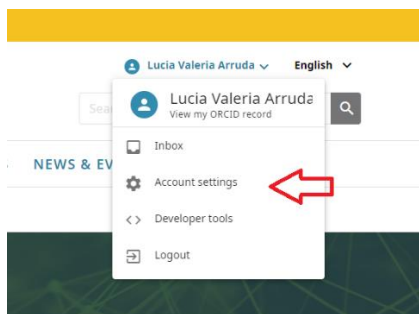 Lucia Valeria Arruda English
Sea
Lucia Valeria Arruda
View my ORCID record
Inbox
NEWS & EV
Account settings
Developer tools
Logout